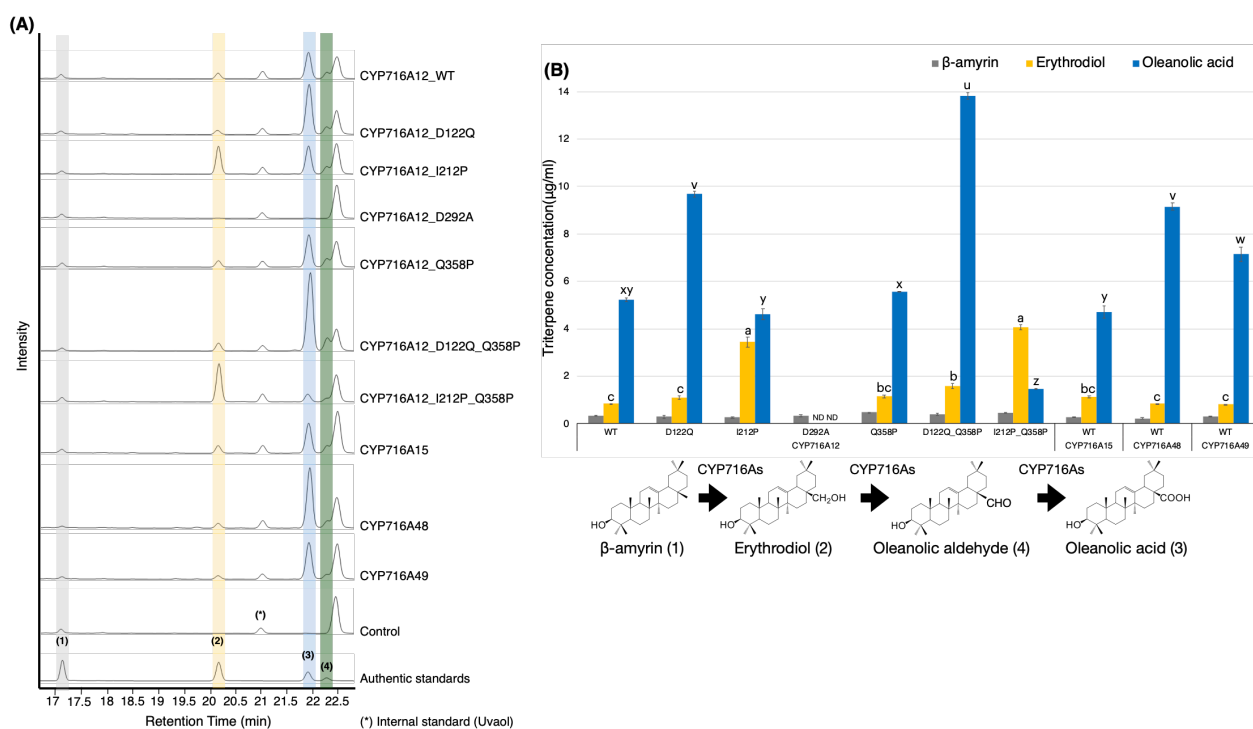 (A)
CYP716A12_WT
CYP716A12_D122Q
CYP716A12_I212P
CYP716A12_D292A
CYP716A12_Q358P
CYP716A12_D122Q_Q358P
CYP716A12_I212P_Q358P
CYP716A15
CYP716A48
CYP716A49
Control
Authentic standards
Intensity
(1)
(2)
(*)
(3)
(4)
17 17.5 18 18.5 19 19.5 20 20.5 21 21.5 22 22.5
Retention Time (min)
(*) Internal standard (Uvaol)
(B)
β-amyrin Erythrodiol Oleanolic acid
Triterpene concentation(µg/ml)
14
12
10
8
6
4
2
0
c xy
c v
a y
ND ND
bc x
b u
a z
bc y
c v
c w
WT D122Q I212P D292A Q358P D122Q_Q358P I212P_Q358P WT WT WT
CYP716A12 CYP716A15 CYP716A48 CYP716A49
CYP716As CYP716As CYP716As
HO
HO CH2OH
HO CHO
HO COOH
β-amyrin (1) Erythrodiol (2) Oleanolic aldehyde (4) Oleanolic acid (3)